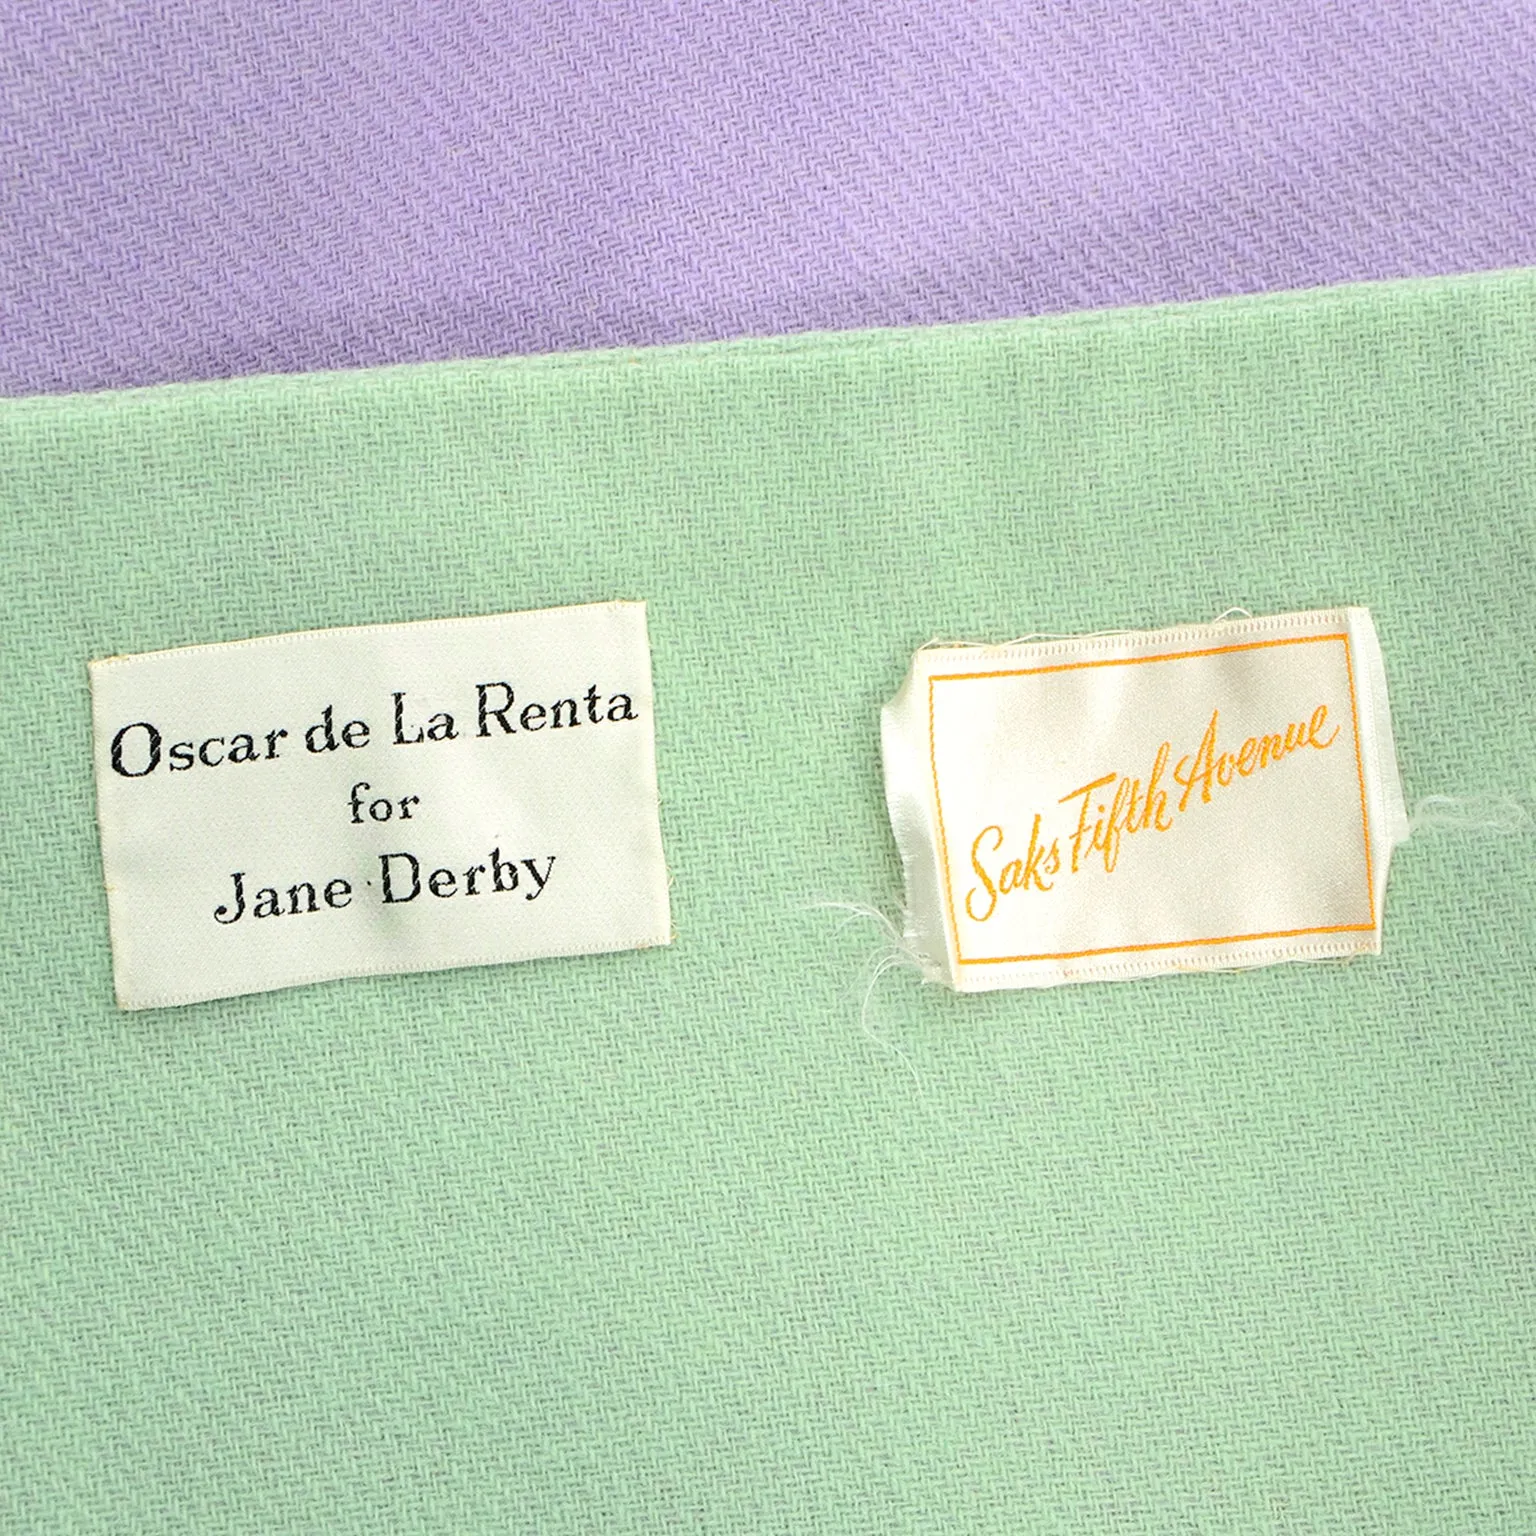 Oscar de La Renta
for
Jane Derby
Saks Fifth Avenue